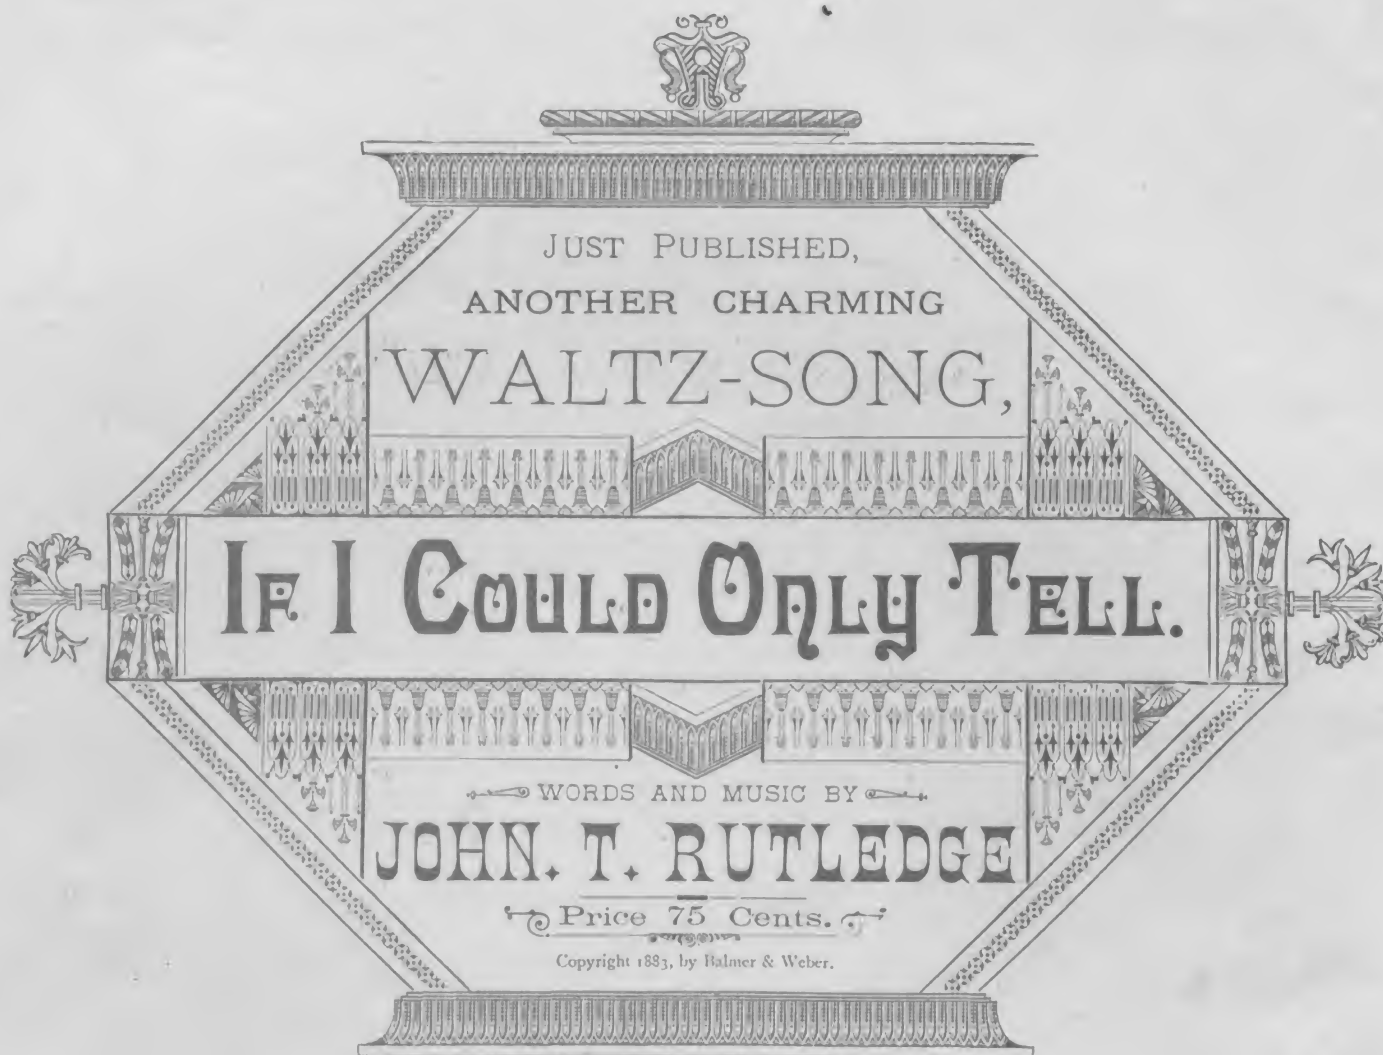 JUST PUBLISHED,
ANOTHER CHARMING
WALTZ-SONG,
IF I COULD ONLY TELL.
WORDS AND MUSIC BY
JOHN. T. RUTLEDGE
Price 75 Cents.
Copyright 1883, by Balmer & Weber.